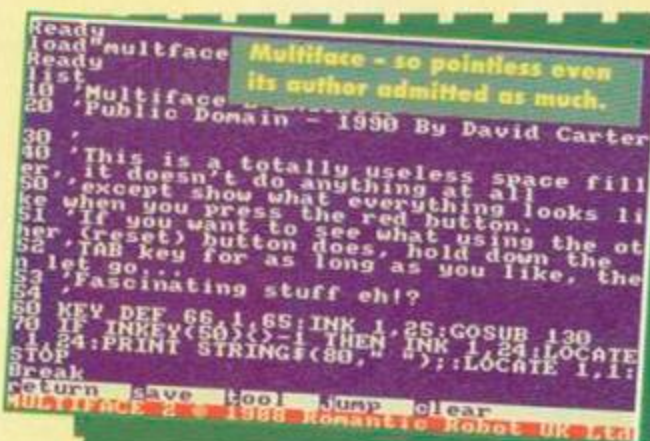 Ready
load"multface
Ready
list
Multiface - so pointless even
its author admitted as much.
10 'Multiface
20 'Public Domain - 1990 By David Carter
30 '
40 'This is a totally useless space fill
er, it doesn't do anything at all
50 'except show what everything looks li
ke when you press the red button.
51 'If you want to see what using the ot
her (reset) button does, hold down the
52 'TAB key for as long as you like, the
n let go...
53 'Fascinating stuff eh!?
54 '
60 KEY DEF 66,1,65:INK 1,25:GOSUB 130
70 IF INKEY(50)<>-1 THEN INK 1,24:LOCATE
1,24:PRINT STRING$(80," ");:LOCATE 1,1:
STOP
Break
return save tool jump clear
MULTIFACE 2 © 1988 Romantic Robot UK Ltd